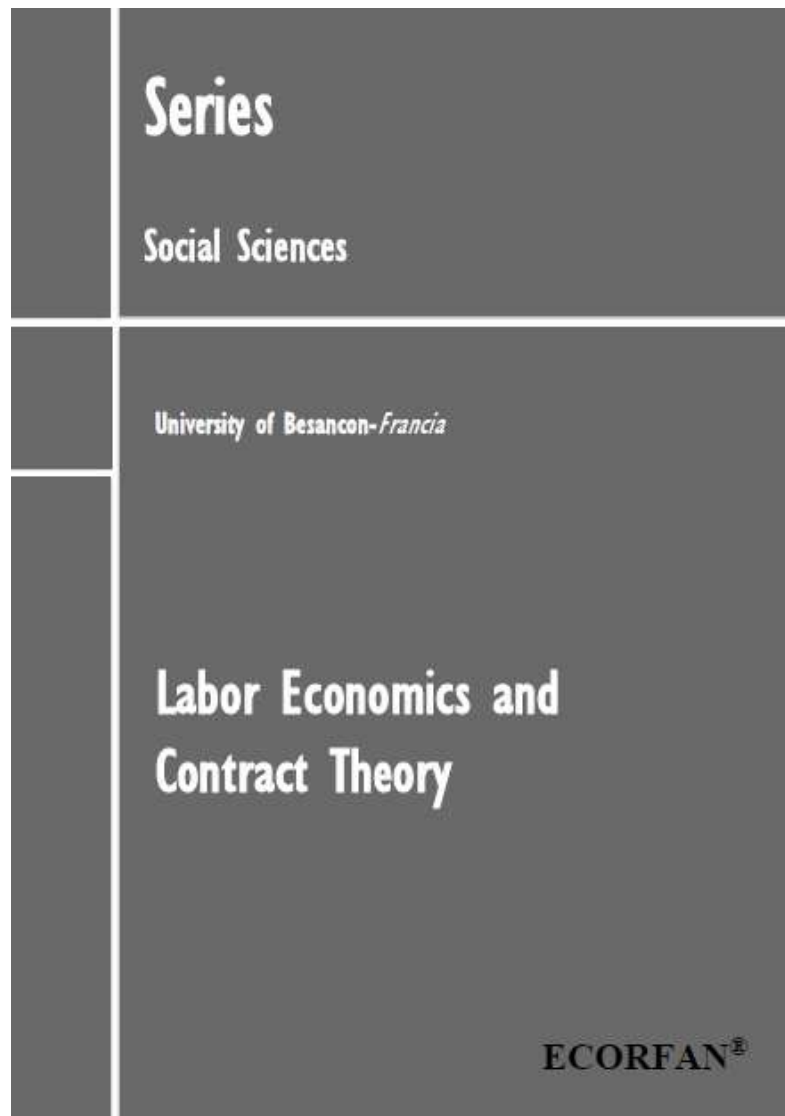 Series
Social Sciences
University of Besancon-Francia
Labor Economics and
Contract Theory
ECORFAN®